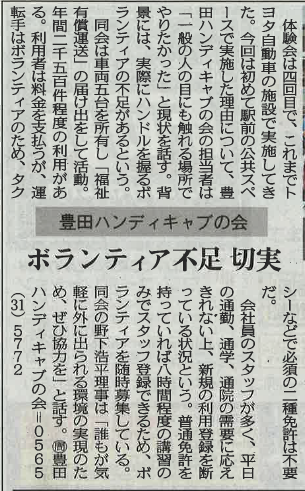 豊田ハンディキャブの会
ボランティア不足 切実
　体験会は四回目で、これまでト
ヨタ自動車の施設で実施してき
た。今回は初めて駅前の公共スペ
ースで実施した理由について、豊
田ハンディキャブの会の担当者は
「一般の人の目にも触れる場所で
やりたかった」と現状を話す。背
景には、実際にハンドルを握るボ
ランティアの不足があるという。
　同会は車両五台を所有し「福祉
有償運送」の届け出をして活動。
年間二千五百件程度の利用があ
る。利用者は料金を支払うが、運
転手はボランティアのため、タク
シーなどで必須の二種免許は不要
だ。
　会社員のスタッフが多く、平日
の通勤、通学、通院の需要に応え
きれない上、新規の利用登録を断
っている状況という。普通免許を
持っていれば八時間程度の講習の
みでスタッフ登録できるため、ボ
ランティアを随時募集している。
同会の野下浩平理事は「誰もが気
軽に外に出られる環境の実現のた
め、ぜひ協力を」と話す。㉄豊田
ハンディキャブの会＝0565
(31)5772